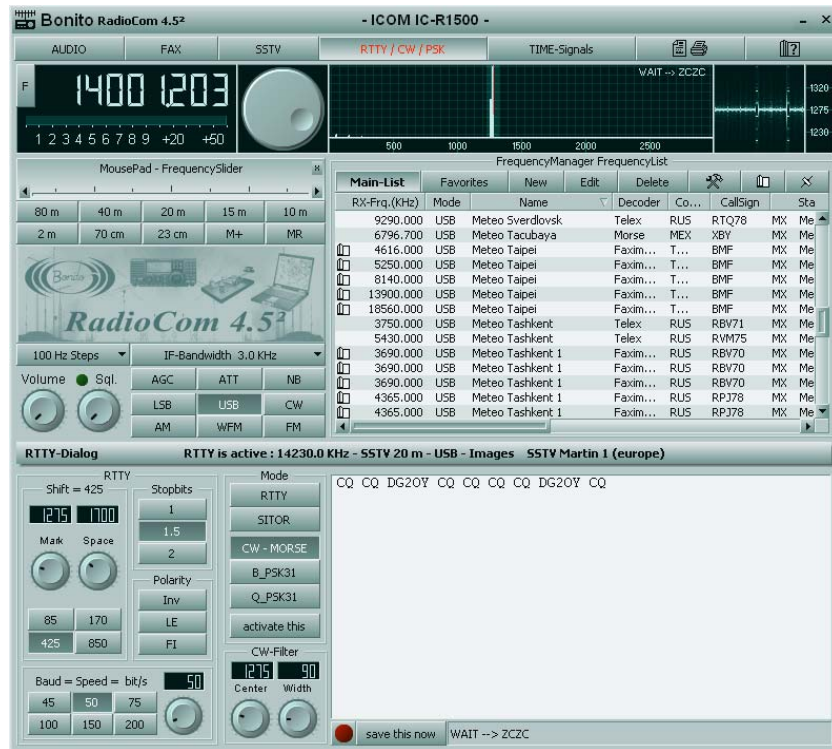 Bonito RadioCom 4.5² - ICOM IC-R1500 -
AUDIO FAX SSTV RTTY / CW / PSK TIME-Signals
F 1400 1.203
1 2 3 4 5 6 7 8 9 +20 +50
WAIT --> ZCZC
500 1000 1500 2000 2500
1320
1275
1230
MousePad - FrequencySlider
80 m 40 m 20 m 15 m 10 m
2 m 70 cm 23 cm M+ MR
Bonito
RadioCom 4.5²
100 Hz Steps IF-Bandwidth 3.0 KHz
Volume Sql. AGC ATT NB
LSB USB CW
AM WFM FM
FrequencyManager FrequencyList
Main-List Favorites New Edit Delete
RX-Frq.(KHz) Mode Name Decoder Co... CallSign Sta
9290.000 USB Meteo Sverdlovsk Telex RUS RTQ78 MX Me
6796.700 USB Meteo Tacubaya Morse MEX XBY MX Me
4616.000 USB Meteo Taipei Faxim... T... BMF MX Me
5250.000 USB Meteo Taipei Faxim... T... BMF MX Me
8140.000 USB Meteo Taipei Faxim... T... BMF MX Me
13900.000 USB Meteo Taipei Faxim... T... BMF MX Me
18560.000 USB Meteo Taipei Faxim... T... BMF MX Me
3750.000 USB Meteo Tashkent Telex RUS RBV71 MX Me
5430.000 USB Meteo Tashkent Telex RUS RVM75 MX Me
3690.000 USB Meteo Tashkent 1 Faxim... RUS RBV70 MX Me
3690.000 USB Meteo Tashkent 1 Faxim... RUS RBV70 MX Me
3690.000 USB Meteo Tashkent 1 Faxim... RUS RBV70 MX Me
4365.000 USB Meteo Tashkent 1 Faxim... RUS RPJ78 MX Me
4365.000 USB Meteo Tashkent 1 Faxim... RUS RPJ78 MX Me
RTTY-Dialog RTTY is active : 14230.0 KHz - SSTV 20 m - USB - Images SSTV Martin 1 (europe)
RTTY
Shift = 425
1275 1700
Mark Space
85 170
425 850
Stopbits
1
1.5
2
Polarity
Inv
LE
FI
Baud = Speed = bit/s 50
45 50 75
100 150 200
Mode
RTTY
SITOR
CW - MORSE
B_PSK31
Q_PSK31
activate this
CW-Filter
1275 90
Center Width
CQ CQ DG2OY CQ CQ CQ CQ DG2OY CQ
save this now WAIT --> ZCZC